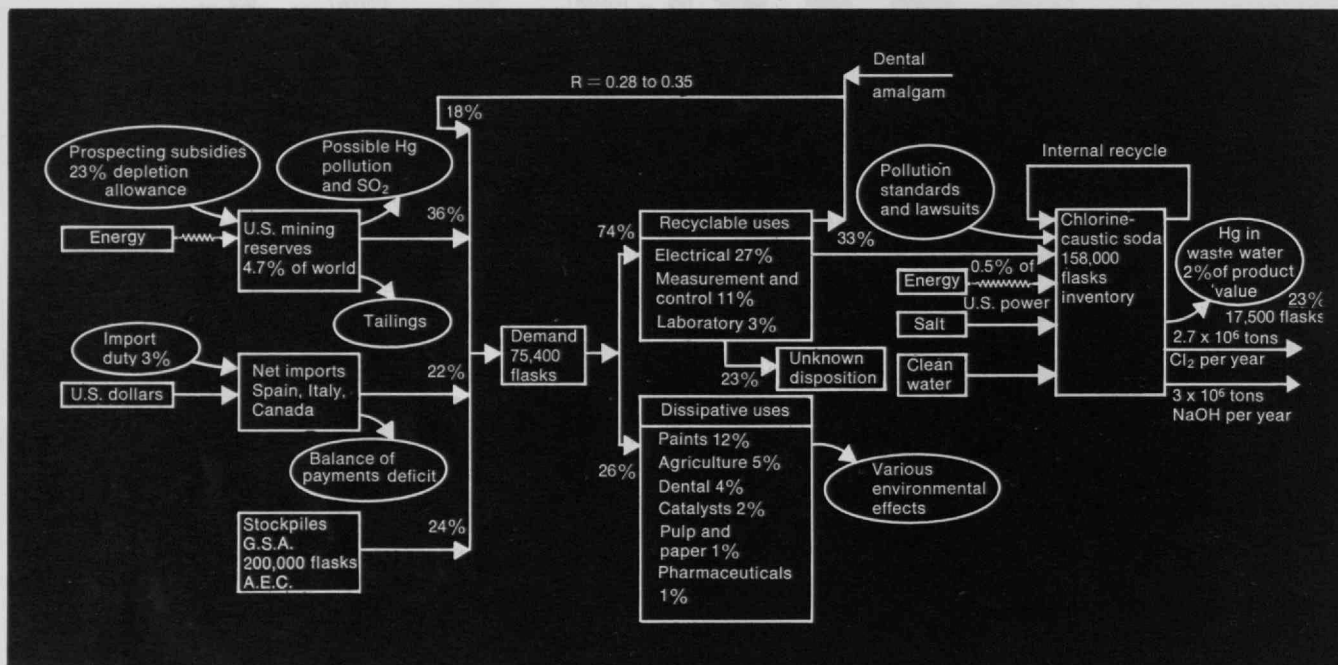 Dental
amalgam
R = 0.28 to 0.35
18%
Prospecting subsidies
23% depletion
allowance
Possible Hg
pollution
and SO₂
Energy
U.S. mining
reserves
4.7% of world
36%
Tailings
Import
duty 3%
U.S. dollars
Net imports
Spain, Italy,
Canada
22%
Balance of
payments deficit
Stockpiles
G.S.A.
200,000 flasks
A.E.C.
24%
Demand
75,400
flasks
74%
Recyclable uses
Electrical 27%
Measurement and
control 11%
Laboratory 3%
33%
23%
Unknown
disposition
26%
Dissipative uses
Paints 12%
Agriculture 5%
Dental 4%
Catalysts 2%
Pulp and
paper 1%
Pharmaceuticals
1%
Various
environmental
effects
Pollution
standards
and lawsuits
Internal recycle
Energy
0.5% of
U.S. power
Salt
Clean
water
Chlorine-
caustic soda
158,000
flasks
inventory
Hg in
waste water
2% of product
value
23%
17,500 flasks
2.7 x 10⁶ tons
Cl₂ per year
3 x 10⁶ tons
NaOH per year